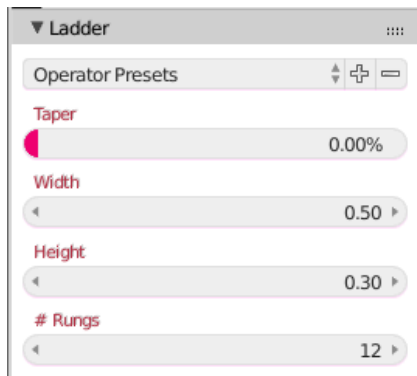 Ladder
Operator Presets
Taper
0.00%
Width
0.50
Height
0.30
# Rungs
12